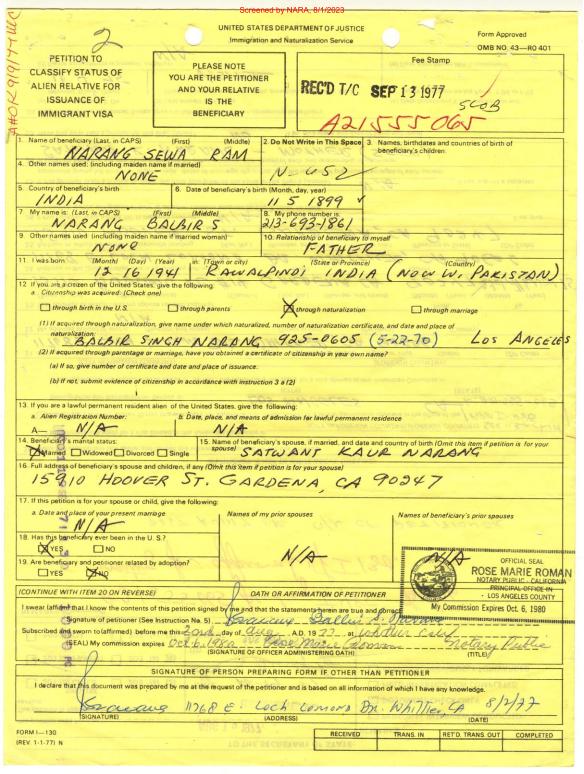 Screened by NARA, 8/1/2023
2
UNITED STATES DEPARTMENT OF JUSTICE
Immigration and Naturalization Service
Form Approved
OMB NO. 43—RO 401
PETITION TO
CLASSIFY STATUS OF
ALIEN RELATIVE FOR
ISSUANCE OF
IMMIGRANT VISA
PLEASE NOTE
YOU ARE THE PETITIONER
AND YOUR RELATIVE
IS THE
BENEFICIARY
Fee Stamp
REC'D T/C SEP 13 1977
A21555065
1. Name of beneficiary (Last, in CAPS) (First) (Middle)
NARANG SEWA RAM
2. Do Not Write in This Space
N-452
3. Names, birthdates and countries of birth of beneficiary's children:
4. Other names used: (including maiden name if married)
NONE
5. Country of beneficiary's birth
INDIA
6. Date of beneficiary's birth (Month, day, year)
11 5 1899
7. My name is: (Last, in CAPS) (First) (Middle)
NARANG BALBIR S
8. My phone number is:
213-693-1861
9. Other names used (including maiden name if married woman)
NONE
10. Relationship of beneficiary to myself
FATHER
11. I was born (Month) (Day) (Year) in: (Town or city) (State or Province) (Country)
12 16 1941 RAWALPINDI INDIA (NOW W. PAKISTAN)
12. If you are a citizen of the United States, give the following:
a. Citizenship was acquired: (Check one)
through birth in the U.S. through parents X through naturalization through marriage
(1) If acquired through naturalization, give name under which naturalized, number of naturalization certificate, and date and place of
naturalization:
BALBIR SINGH NARANG 925-0605 (5-22-70) LOS ANGELES
(2) If acquired through parentage or marriage, have you obtained a certificate of citizenship in your own name?
(a) If so, give number of certificate and date and place of issuance.
(b) If not, submit evidence of citizenship in accordance with instruction 3 a (2)
13. If you are a lawful permanent resident alien of the United States, give the following:
a. Alien Registration Number: b. Date, place, and means of admission for lawful permanent residence
A— N/A N/A
14. Beneficiary's marital status:
X Married Widowed Divorced Single
15. Name of beneficiary's spouse, if married, and date and country of birth (Omit this item if petition is for your
spouse) SATWANT KAUR NARANG
16. Full address of beneficiary's spouse and children, if any (Omit this item if petition is for your spouse)
15910 HOOVER ST. GARDENA, CA 90247
17. If this petition is for your spouse or child, give the following:
a. Date and place of your present marriage Names of my prior spouses Names of beneficiary's prior spouses
N/A N/A N/A
18. Has this beneficiary ever been in the U.S.?
X YES NO
19. Are beneficiary and petitioner related by adoption?
YES X NO
OFFICIAL SEAL
ROSE MARIE ROMAN
NOTARY PUBLIC - CALIFORNIA
PRINCIPAL OFFICE IN
LOS ANGELES COUNTY
My Commission Expires Oct. 6, 1980
(CONTINUE WITH ITEM 20 ON REVERSE) OATH OR AFFIRMATION OF PETITIONER
I swear (affirm) that I know the contents of this petition signed by me and that the statements herein are true and correct.
Signature of petitioner (See Instruction No. 5)
Subscribed and sworn to (affirmed) before me this 2nd day of Aug A.D. 19 77 at Whittier Calif
(SEAL) My commission expires Oct 6, 1980 Rose Marie Roman Notary Public
(SIGNATURE OF OFFICER ADMINISTERING OATH) (TITLE)
SIGNATURE OF PERSON PREPARING FORM IF OTHER THAN PETITIONER
I declare that this document was prepared by me at the request of the petitioner and is based on all information of which I have any knowledge.
11768 E. Loch Lomond Dr. Whittier, CA 8/2/77
(SIGNATURE) (ADDRESS) (DATE)
FORM I—130
(REV. 1-1-77) N
RECEIVED TRANS. IN RET'D. TRANS. OUT COMPLETED